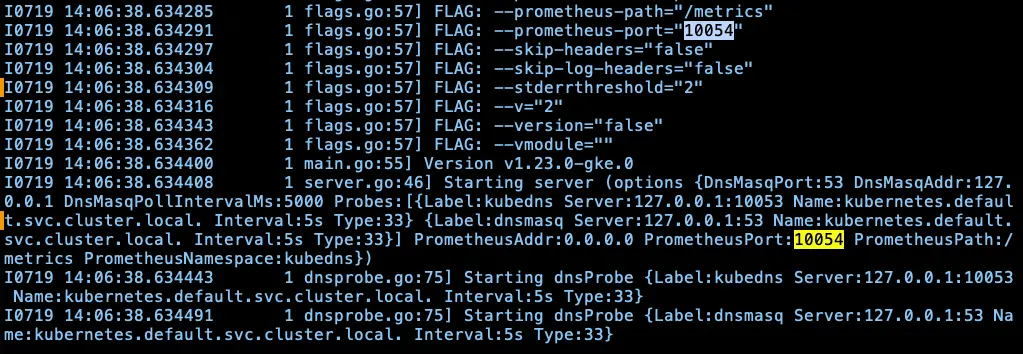 I0719 14:06:38.634285       1 flags.go:57] FLAG: --prometheus-path="/metrics"
I0719 14:06:38.634291       1 flags.go:57] FLAG: --prometheus-port="10054"
I0719 14:06:38.634297       1 flags.go:57] FLAG: --skip-headers="false"
I0719 14:06:38.634304       1 flags.go:57] FLAG: --skip-log-headers="false"
I0719 14:06:38.634309       1 flags.go:57] FLAG: --stderrthreshold="2"
I0719 14:06:38.634316       1 flags.go:57] FLAG: --v="2"
I0719 14:06:38.634343       1 flags.go:57] FLAG: --version="false"
I0719 14:06:38.634362       1 flags.go:57] FLAG: --vmodule=""
I0719 14:06:38.634400       1 main.go:55] Version v1.23.0-gke.0
I0719 14:06:38.634408       1 server.go:46] Starting server (options {DnsMasqPort:53 DnsMasqAddr:127.
0.0.1 DnsMasqPollIntervalMs:5000 Probes:[{Label:kubedns Server:127.0.0.1:10053 Name:kubernetes.defaul
t.svc.cluster.local. Interval:5s Type:33} {Label:dnsmasq Server:127.0.0.1:53 Name:kubernetes.default.
svc.cluster.local. Interval:5s Type:33}] PrometheusAddr:0.0.0.0 PrometheusPort:10054 PrometheusPath:/
metrics PrometheusNamespace:kubedns})
I0719 14:06:38.634443       1 dnsprobe.go:75] Starting dnsProbe {Label:kubedns Server:127.0.0.1:10053
 Name:kubernetes.default.svc.cluster.local. Interval:5s Type:33}
I0719 14:06:38.634491       1 dnsprobe.go:75] Starting dnsProbe {Label:dnsmasq Server:127.0.0.1:53 Na
me:kubernetes.default.svc.cluster.local. Interval:5s Type:33}